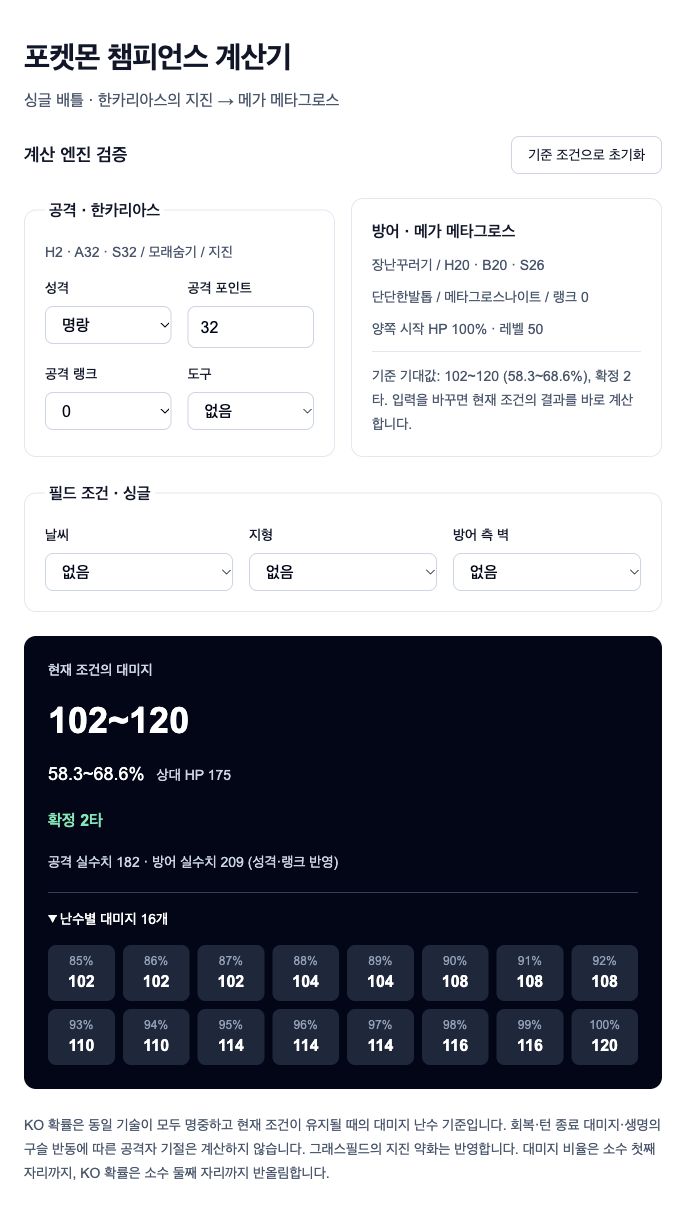 포켓몬 챔피언스 계산기
싱글 배틀 · 한카리아스의 지진 → 메가 메타그로스
계산 엔진 검증
기준 조건으로 초기화
공격 · 한카리아스
H2 · A32 · S32 / 모래숨기 / 지진
성격
공격 포인트
명랑
32
공격 랭크
도구
0
없음
방어 · 메가 메타그로스
장난꾸러기 / H20 · B20 · S26
단단한발톱 / 메타그로스나이트 / 랭크 0
양쪽 시작 HP 100% · 레벨 50
기준 기대값: 102~120 (58.3~68.6%), 확정 2
타. 입력을 바꾸면 현재 조건의 결과를 바로 계산
합니다.
필드 조건 · 싱글
날씨
지형
방어 측 벽
없음
없음
없음
현재 조건의 대미지
102~120
58.3~68.6% 상대 HP 175
확정 2타
공격 실수치 182 · 방어 실수치 209 (성격·랭크 반영)
▼난수별 대미지 16개
85% 86% 87% 88% 89% 90% 91% 92%
102 102 102 104 104 108 108 108
93% 94% 95% 96% 97% 98% 99% 100%
110 110 114 114 114 116 116 120
KO 확률은 동일 기술이 모두 명중하고 현재 조건이 유지될 때의 대미지 난수 기준입니다. 회복·턴 종료 대미지·생명의
구슬 반동에 따른 공격자 기절은 계산하지 않습니다. 그래스필드의 지진 약화는 반영합니다. 대미지 비율은 소수 첫째
자리까지, KO 확률은 소수 둘째 자리까지 반올림합니다.